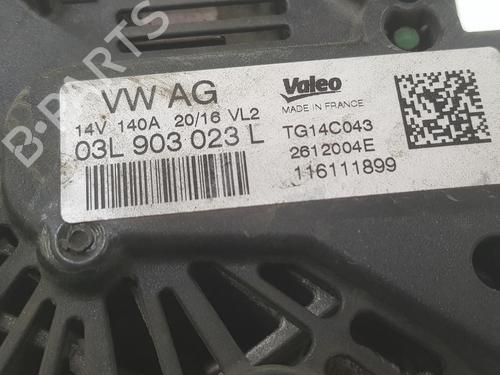 B-PARTS
VW AG
14V 140A 20/16 VL2
03L 903 023 L
Valeo
MADE IN FRANCE
TG14C043
2612004E
116111899